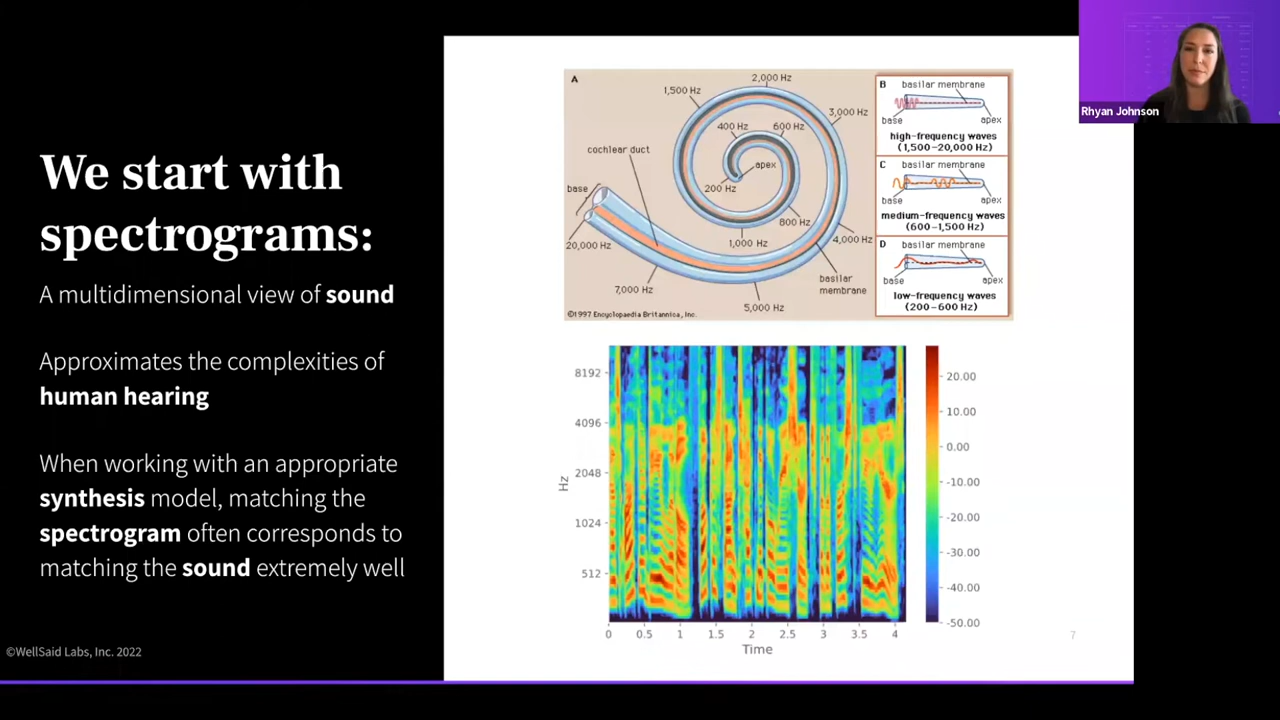 We start with
spectrograms:
A multidimensional view of sound
Approximates the complexities of
human hearing
When working with an appropriate
synthesis model, matching the
spectrogram often corresponds to
matching the sound extremely well
©WellSaid Labs, Inc. 2022
A
2,000 Hz
1,500 Hz
3,000 Hz
400 Hz
600 Hz
cochlear duct
apex
base
200 Hz
800 Hz
20,000 Hz
1,000 Hz
4,000 Hz
7,000 Hz
basilar
membrane
5,000 Hz
©1997 Encyclopaedia Britannica, Inc.
B
basilar membrane
base
apex
high-frequency waves
(1,500–20,000 Hz)
C
basilar membrane
base
apex
medium-frequency waves
(600–1,500 Hz)
D
basilar membrane
base
apex
low-frequency waves
(200–600 Hz)
Rhyan Johnson
Hz
8192
4096
2048
1024
512
0 0.5 1 1.5 2 2.5 3 3.5 4
Time
20.00
10.00
0.00
-10.00
-20.00
-30.00
-40.00
-50.00
7